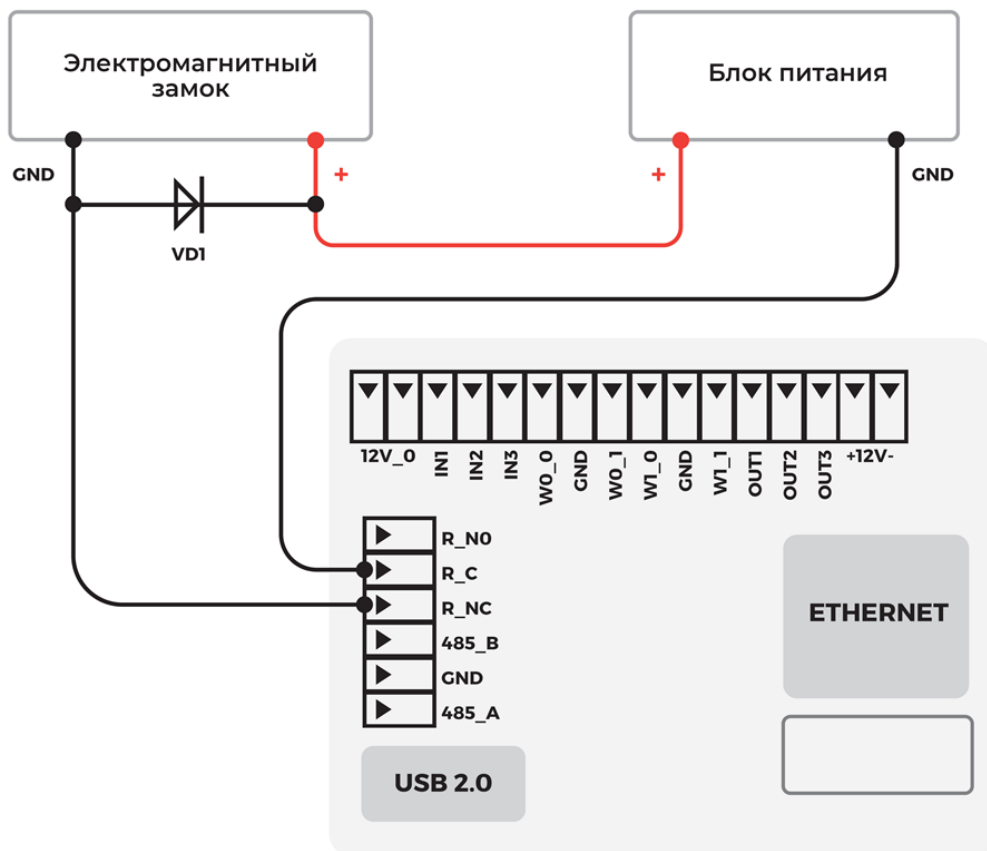 Электромагнитный
замок
Блок питания
GND
+
+
GND
VD1
12V_0
IN1
IN2
IN3
W0_0
GND
W0_1
W1_0
GND
W1_1
OUT1
OUT2
OUT3
+12V-
R_N0
R_C
R_NC
485_B
GND
485_A
ETHERNET
USB 2.0